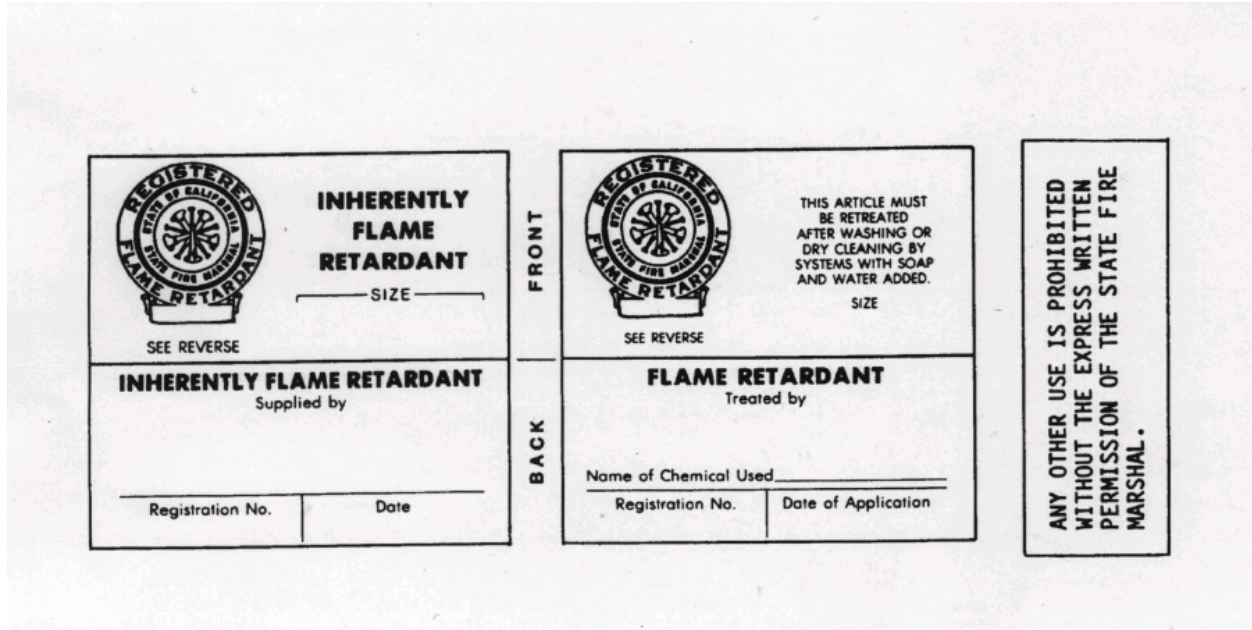 REGISTERED
STATE OF CALIFORNIA
STATE FIRE MARSHAL
FLAME RETARDANT
SEE REVERSE
INHERENTLY
FLAME
RETARDANT
SIZE
INHERENTLY FLAME RETARDANT
Supplied by
Registration No.
Date
FRONT
BACK
REGISTERED
STATE OF CALIFORNIA
STATE FIRE MARSHAL
FLAME RETARDANT
SEE REVERSE
THIS ARTICLE MUST
BE RETREATED
AFTER WASHING OR
DRY CLEANING BY
SYSTEMS WITH SOAP
AND WATER ADDED.
SIZE
FLAME RETARDANT
Treated by
Name of Chemical Used
Registration No.
Date of Application
ANY OTHER USE IS PROHIBITED
WITHOUT THE EXPRESS WRITTEN
PERMISSION OF THE STATE FIRE
MARSHAL.